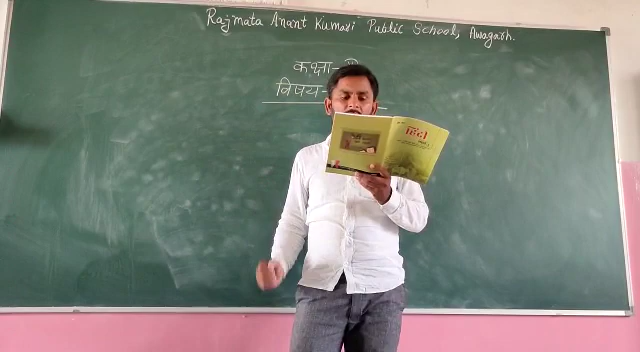 Rajmata Anant Kumari Public School, Awagarh.
कक्षा-
विषय-
हिंदी